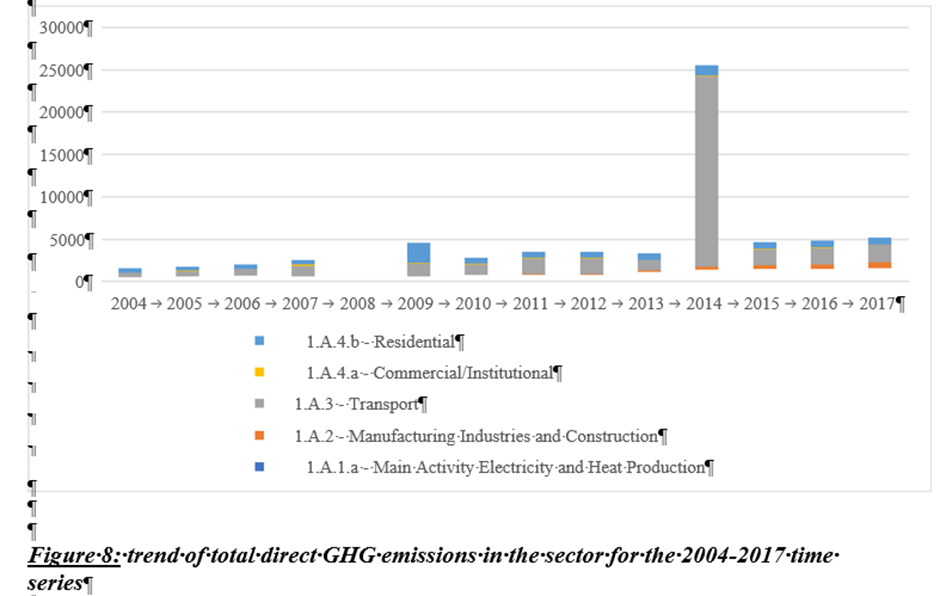 30000¶
25000¶
20000¶
15000¶
10000¶
5000¶
0¶
2004 → 2005 → 2006 → 2007 → 2008 → 2009 → 2010 → 2011 → 2012 → 2013 → 2014 → 2015 → 2016 → 2017¶
1.A.4.b·-·Residential¶
1.A.4.a·-·Commercial/Institutional¶
1.A.3·-·Transport¶
1.A.2·-·Manufacturing·Industries·and·Construction¶
1.A.1.a·-·Main·Activity·Electricity·and·Heat·Production¶
Figure·8:·trend·of·total·direct·GHG·emissions·in·the·sector·for·the·2004-2017·time·
series¶